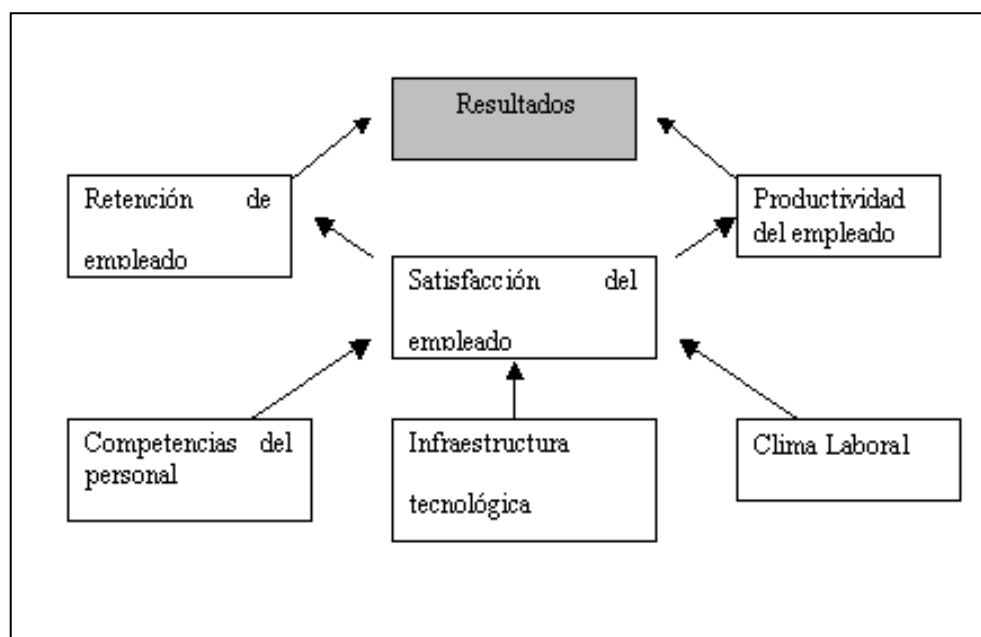 Resultados
Retención de
empleado
Productividad
del empleado
Satisfacción del
empleado
Competencias del
personal
Infraestructura
tecnológica
Clima Laboral